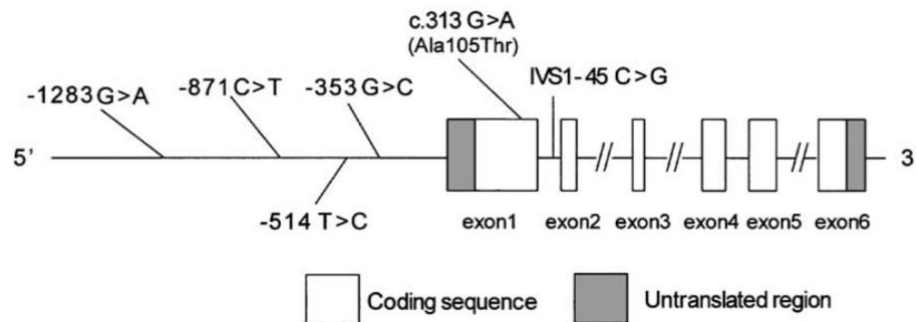 c.313 G>A
(Ala105Thr)
-1283 G>A
-871 C>T
-353 G>C
IVS1-45 C>G
5'
3
-514 T>C
exon1
exon2
exon3
exon4
exon5
exon6
Coding sequence
Untranslated region